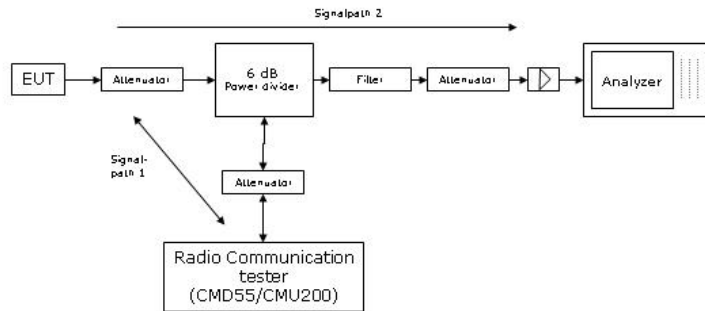 Signalpath 2
EUT
Attenuator
6 dB
Power divider
Filter
Attenuator
Analyzer
Signal-
path 1
Attenuator
Radio Communication
tester
(CMD55/CMU200)